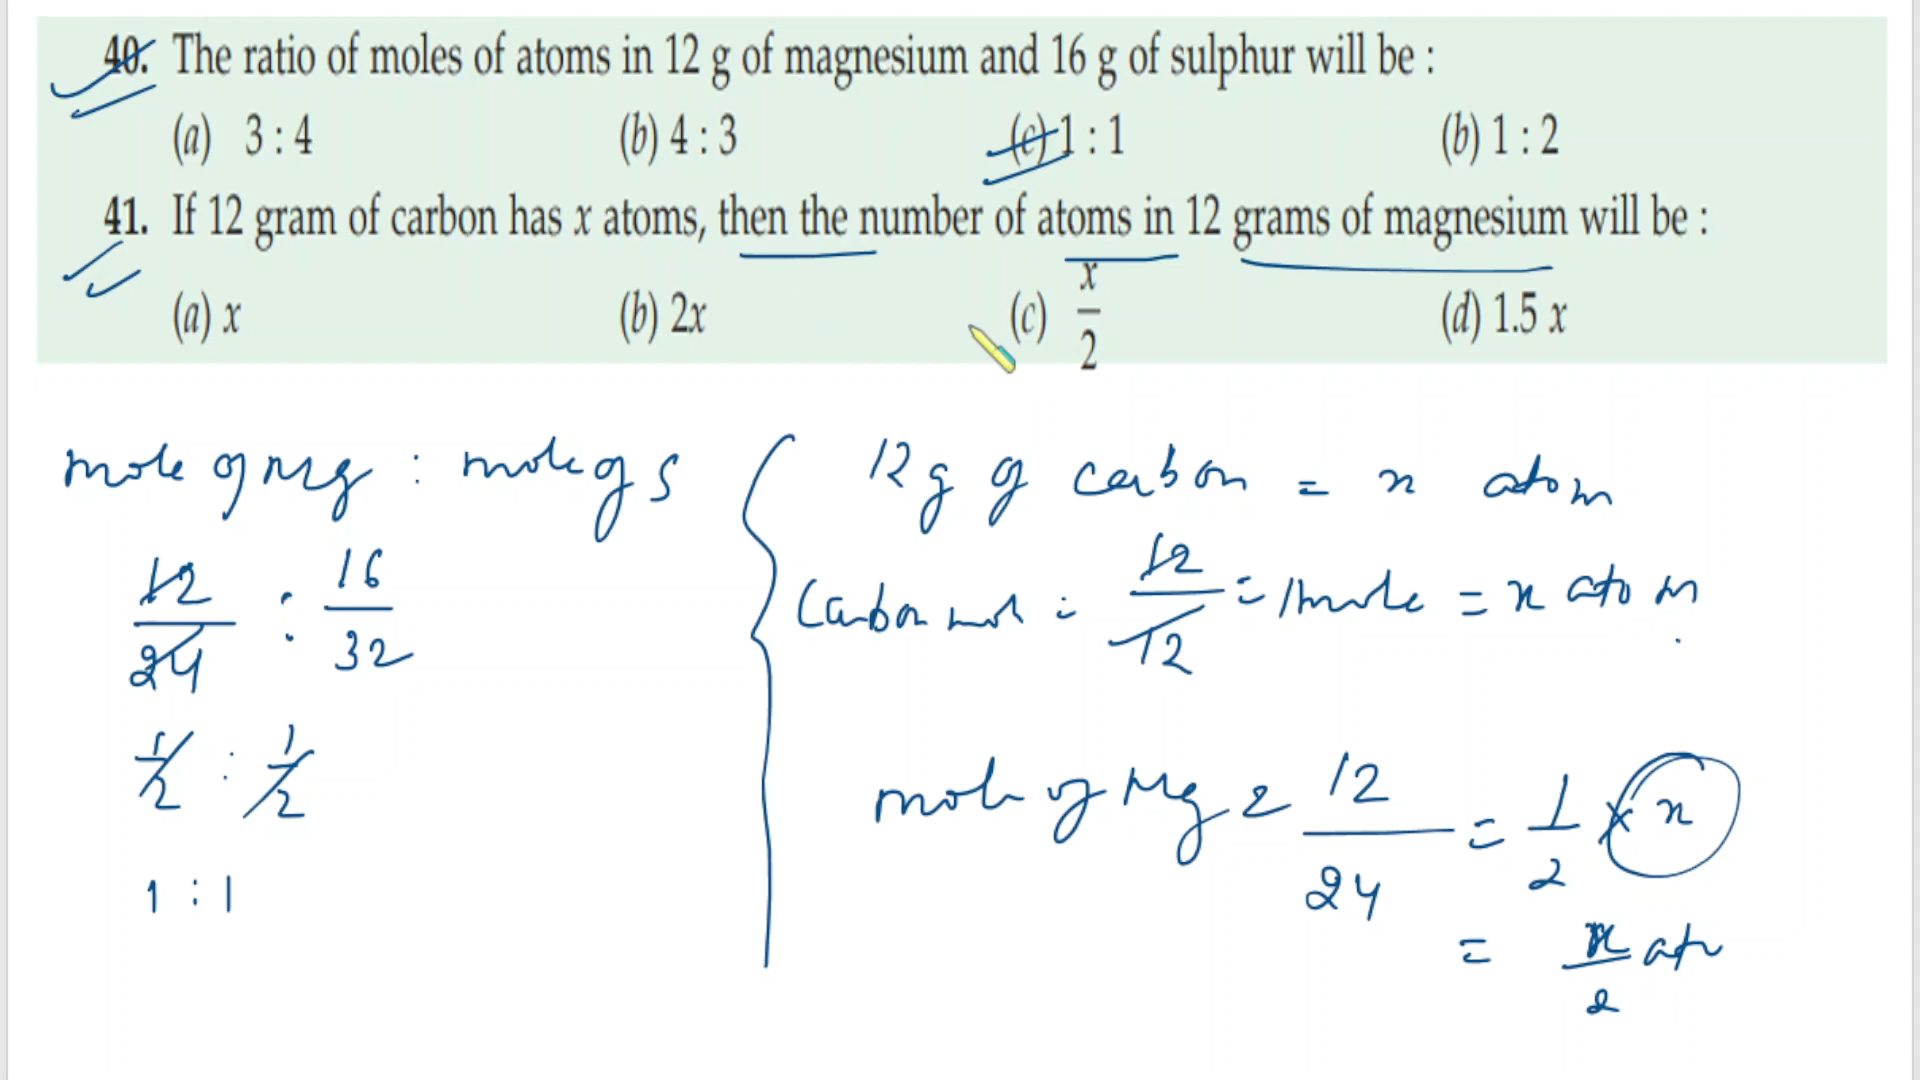 40. The ratio of moles of atoms in 12 g of magnesium and 16 g of sulphur will be :
(a) 3 : 4 (b) 4 : 3 (c) 1 : 1 (b) 1 : 2
41. If 12 gram of carbon has x atoms, then the number of atoms in 12 grams of magnesium will be :
(a) x (b) 2x (c) x/2 (d) 1.5 x
mole of Mg : mole of S
12/24 : 16/32
1/2 : 1/2
1 : 1
12 g of carbon = x atom
Carbon mol = 12/12 = 1 mole = x atom
mole of Mg = 12/24 = 1/2 × x
= x/2